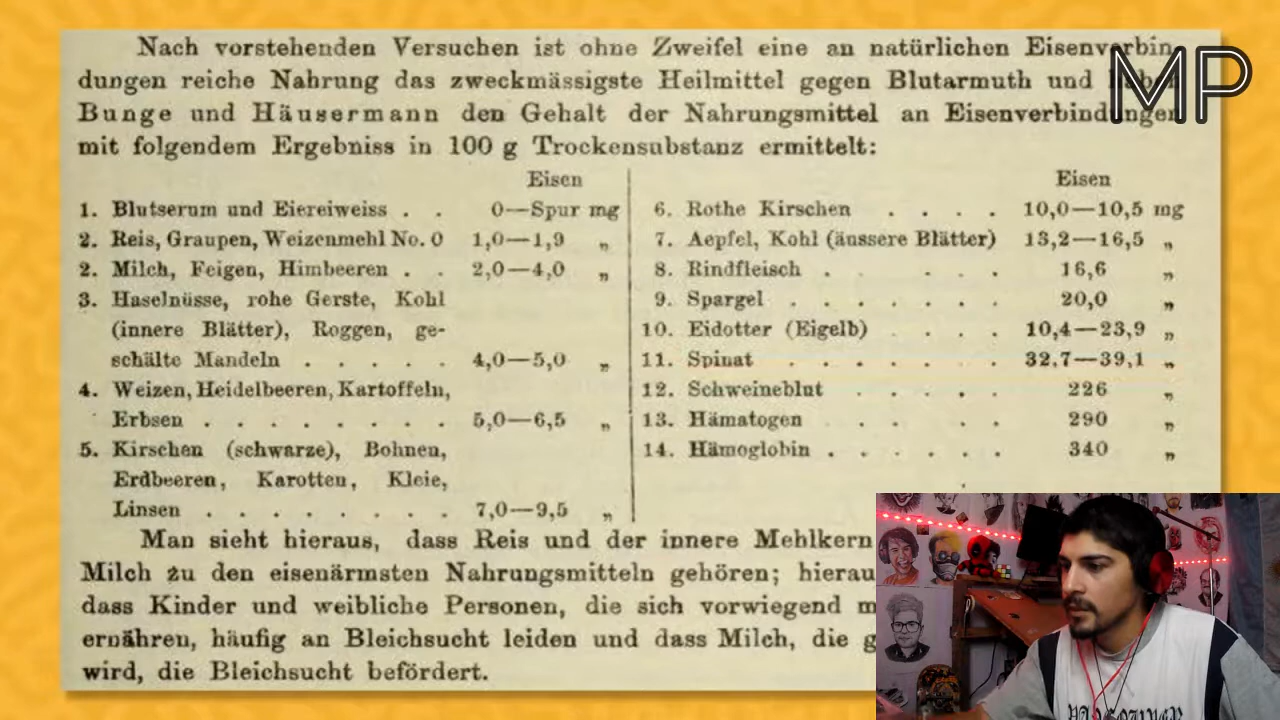 Nach vorstehenden Versuchen ist ohne Zweifel eine an natürlichen Eisenverbin
dungen reiche Nahrung das zweckmässigste Heilmittel gegen Blutarmuth und
Bunge und Häusermann den Gehalt der Nahrungsmittel an Eisenverbindungen
mit folgendem Ergebniss in 100 g Trockensubstanz ermittelt:
MP
Eisen
1. Blutserum und Eiereiweiss . . 0—Spur mg
2. Reis, Graupen, Weizenmehl No. 0 1,0—1,9 „
2. Milch, Feigen, Himbeeren . . 2,0—4,0 „
3. Haselnüsse, rohe Gerste, Kohl
(innere Blätter), Roggen, ge-
schälte Mandeln . . . . . 4,0—5,0 „
4. Weizen, Heidelbeeren, Kartoffeln,
Erbsen . . . . . . . . 5,0—6,5 „
5. Kirschen (schwarze), Bohnen,
Erdbeeren, Karotten, Kleie,
Linsen . . . . . . . . 7,0—9,5 „
Eisen
6. Rothe Kirschen . . . . 10,0—10,5 mg
7. Aepfel, Kohl (äussere Blätter) 13,2—16,5 „
8. Rindfleisch . . . . 16,6 „
9. Spargel . . . . . . . 20,0 „
10. Eidotter (Eigelb) . . . . 10,4—23,9 „
11. Spinat . . . . . . . 32,7—39,1 „
12. Schweineblut . . . . . 226 „
13. Hämatogen . . . . 290 „
14. Hämoglobin . . . . . . 340 „
Man sieht hieraus, dass Reis und der innere Mehlkern
Milch zu den eisenärmsten Nahrungsmitteln gehören; hierau
dass Kinder und weibliche Personen, die sich vorwiegend m
ernähren, häufig an Bleichsucht leiden und dass Milch, die g
wird, die Bleichsucht befördert.